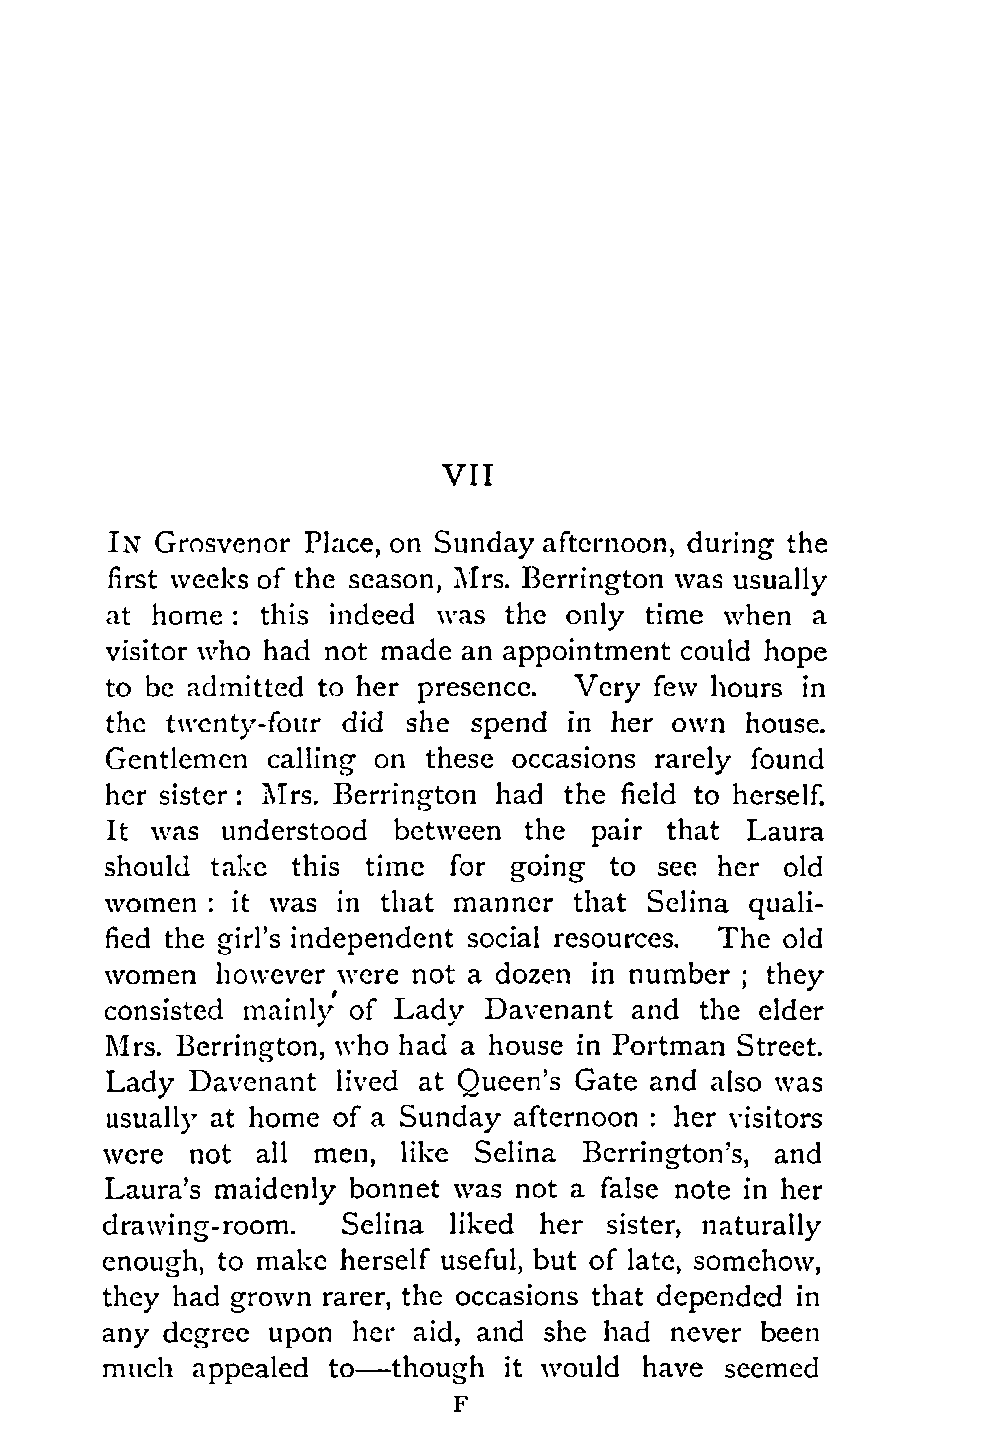 VII
IN Grosvenor Place, on Sunday afternoon, during the
first weeks of the season, Mrs. Berrington was usually
at home : this indeed was the only time when a
visitor who had not made an appointment could hope
to be admitted to her presence. Very few hours in
the twenty-four did she spend in her own house.
Gentlemen calling on these occasions rarely found
her sister : Mrs. Berrington had the field to herself.
It was understood between the pair that Laura
should take this time for going to see her old
women : it was in that manner that Selina quali-
fied the girl's independent social resources. The old
women however were not a dozen in number ; they
consisted mainly of Lady Davenant and the elder
Mrs. Berrington, who had a house in Portman Street.
Lady Davenant lived at Queen's Gate and also was
usually at home of a Sunday afternoon : her visitors
were not all men, like Selina Berrington's, and
Laura's maidenly bonnet was not a false note in her
drawing-room. Selina liked her sister, naturally
enough, to make herself useful, but of late, somehow,
they had grown rarer, the occasions that depended in
any degree upon her aid, and she had never been
much appealed to—though it would have seemed
F